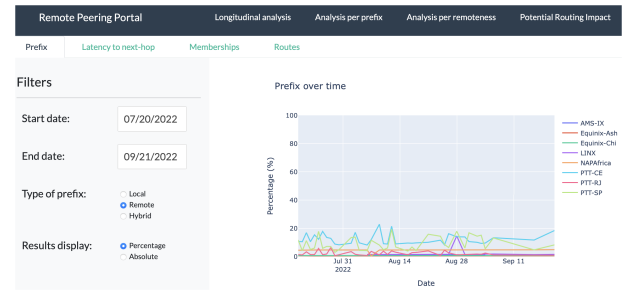 Remote Peering Portal
Longitudinal analysis
Analysis per prefix
Analysis per remoteness
Potential Routing Impact
Prefix
Latency to next-hop
Memberships
Routes
Filters
Start date:
07/20/2022
End date:
09/21/2022
Type of prefix:
Local
Remote
Hybrid
Results display:
Percentage
Absolute
Prefix over time
100
80
60
40
20
0
Percentage (%)
Jul 31
2022
Aug 14
Aug 28
Sep 11
Date
AMS-IX
Equinix-Ash
Equinix-Chi
LINX
NAPAfrica
PTT-CE
PTT-RJ
PTT-SP